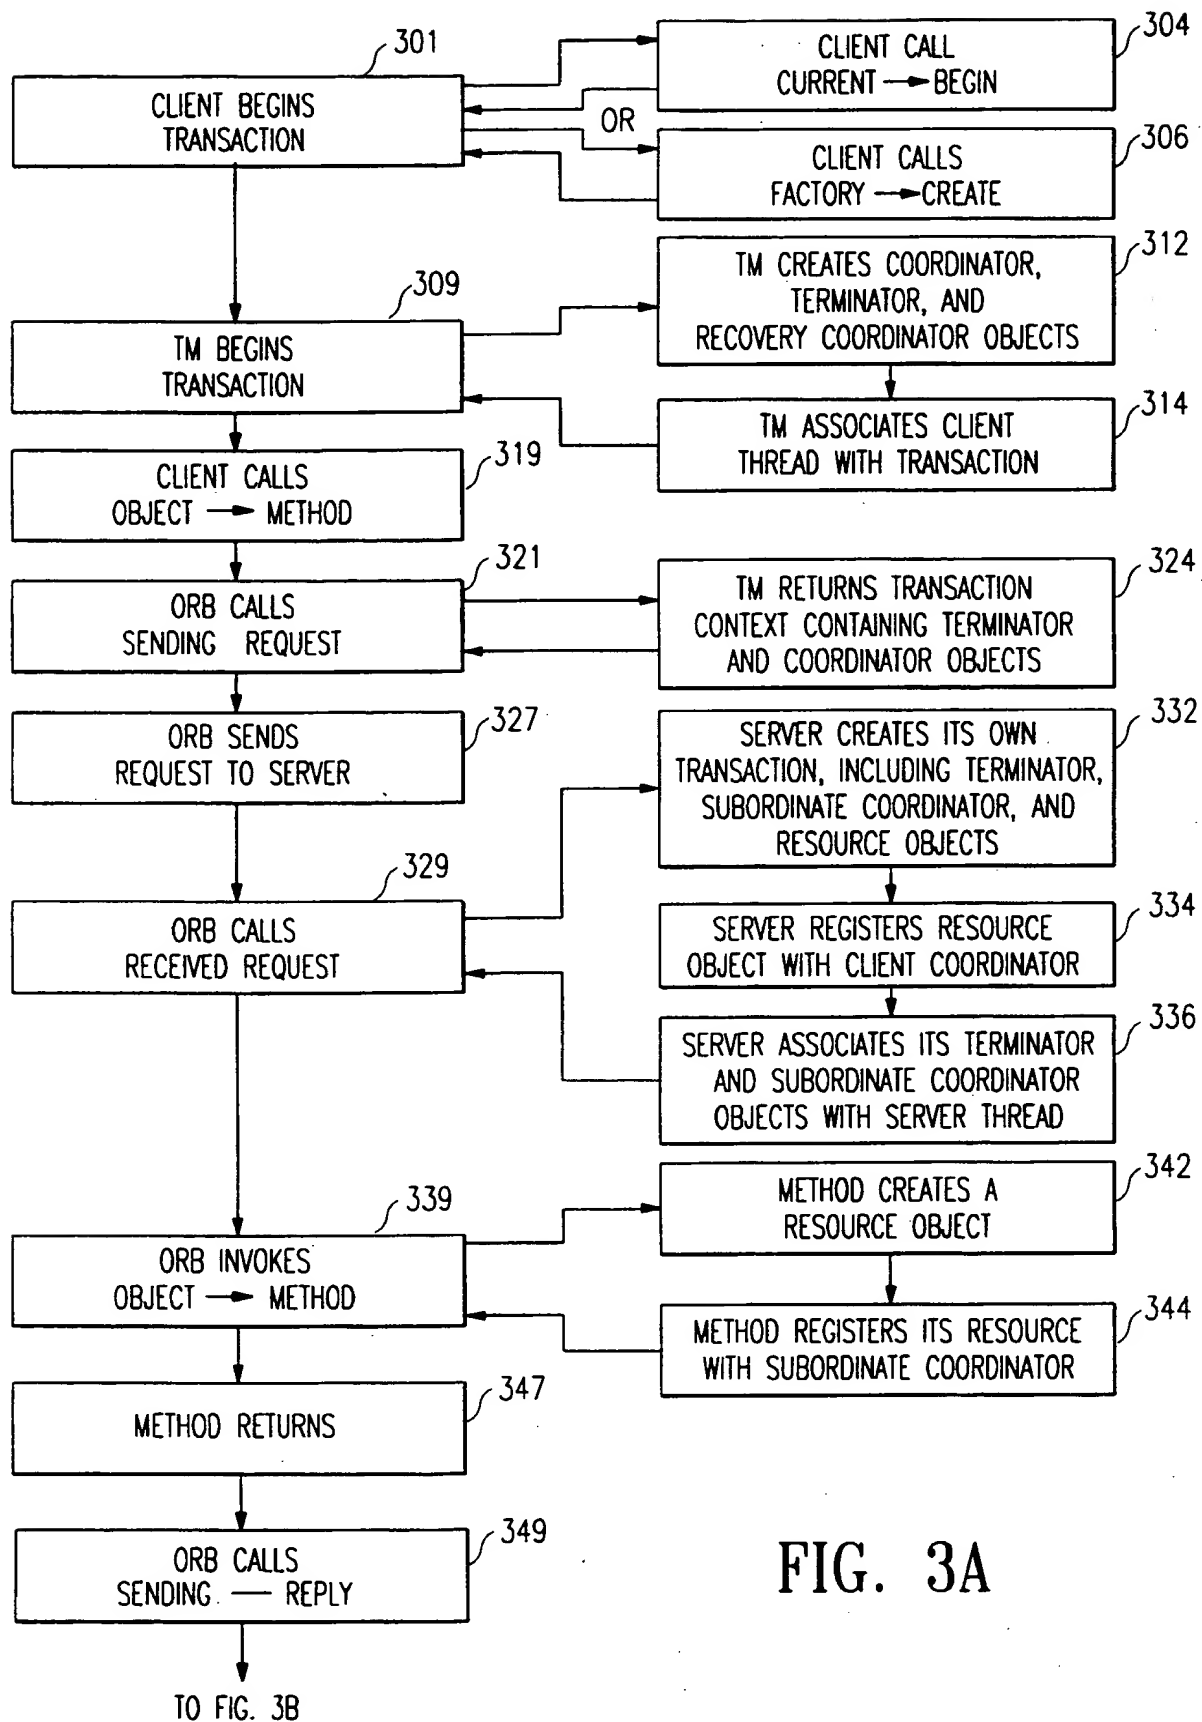 301
CLIENT BEGINS
TRANSACTION
304
CLIENT CALL
CURRENT → BEGIN
OR
306
CLIENT CALLS
FACTORY → CREATE
309
TM BEGINS
TRANSACTION
312
TM CREATES COORDINATOR,
TERMINATOR, AND
RECOVERY COORDINATOR OBJECTS
314
TM ASSOCIATES CLIENT
THREAD WITH TRANSACTION
319
CLIENT CALLS
OBJECT → METHOD
321
ORB CALLS
SENDING REQUEST
324
TM RETURNS TRANSACTION
CONTEXT CONTAINING TERMINATOR
AND COORDINATOR OBJECTS
327
ORB SENDS
REQUEST TO SERVER
332
SERVER CREATES ITS OWN
TRANSACTION, INCLUDING TERMINATOR,
SUBORDINATE COORDINATOR, AND
RESOURCE OBJECTS
329
ORB CALLS
RECEIVED REQUEST
334
SERVER REGISTERS RESOURCE
OBJECT WITH CLIENT COORDINATOR
336
SERVER ASSOCIATES ITS TERMINATOR
AND SUBORDINATE COORDINATOR
OBJECTS WITH SERVER THREAD
339
ORB INVOKES
OBJECT → METHOD
342
METHOD CREATES A
RESOURCE OBJECT
344
METHOD REGISTERS ITS RESOURCE
WITH SUBORDINATE COORDINATOR
347
METHOD RETURNS
349
ORB CALLS
SENDING — REPLY
TO FIG. 3B
FIG. 3A